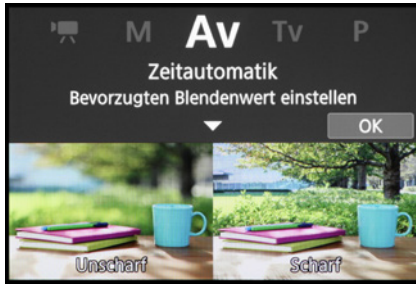 M Av Tv P
Zeitautomatik
Bevorzugten Blendenwert einstellen
OK
Unscharf Scharf